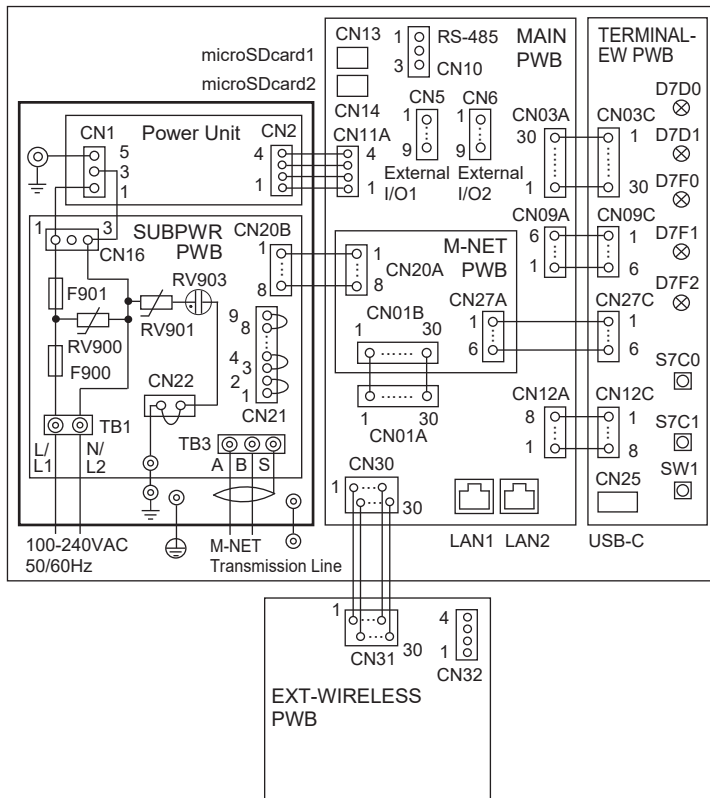 CN13
microSDcard1
microSDcard2
CN14
1
3
RS-485
CN10
MAIN
PWB
TERMINAL-
EW PWB
CN5
1
9
External
I/O1
CN6
1
9
External
I/O2
CN03A
30
1
CN03C
1
30
D7D0
D7D1
D7F0
D7F1
D7F2
CN1
5
3
1
Power Unit
CN2
4
1
CN11A
4
1
1
3
CN16
SUBPWR
PWB
CN20B
1
8
1
8
CN20A
M-NET
PWB
CN09A
6
1
CN09C
1
6
F901
RV900
F900
RV901
RV903
9
8
4
3
2
1
CN21
CN22
CN01B
1
30
CN27A
1
6
CN27C
1
6
1
30
CN01A
CN12A
8
1
CN12C
1
8
S7C0
S7C1
SW1
TB1
L/
L1
N/
L2
TB3
A
B
S
CN30
1
30
LAN1
LAN2
CN25
USB-C
100-240VAC
50/60Hz
M-NET
Transmission Line
1
30
CN31
4
1
CN32
EXT-WIRELESS
PWB